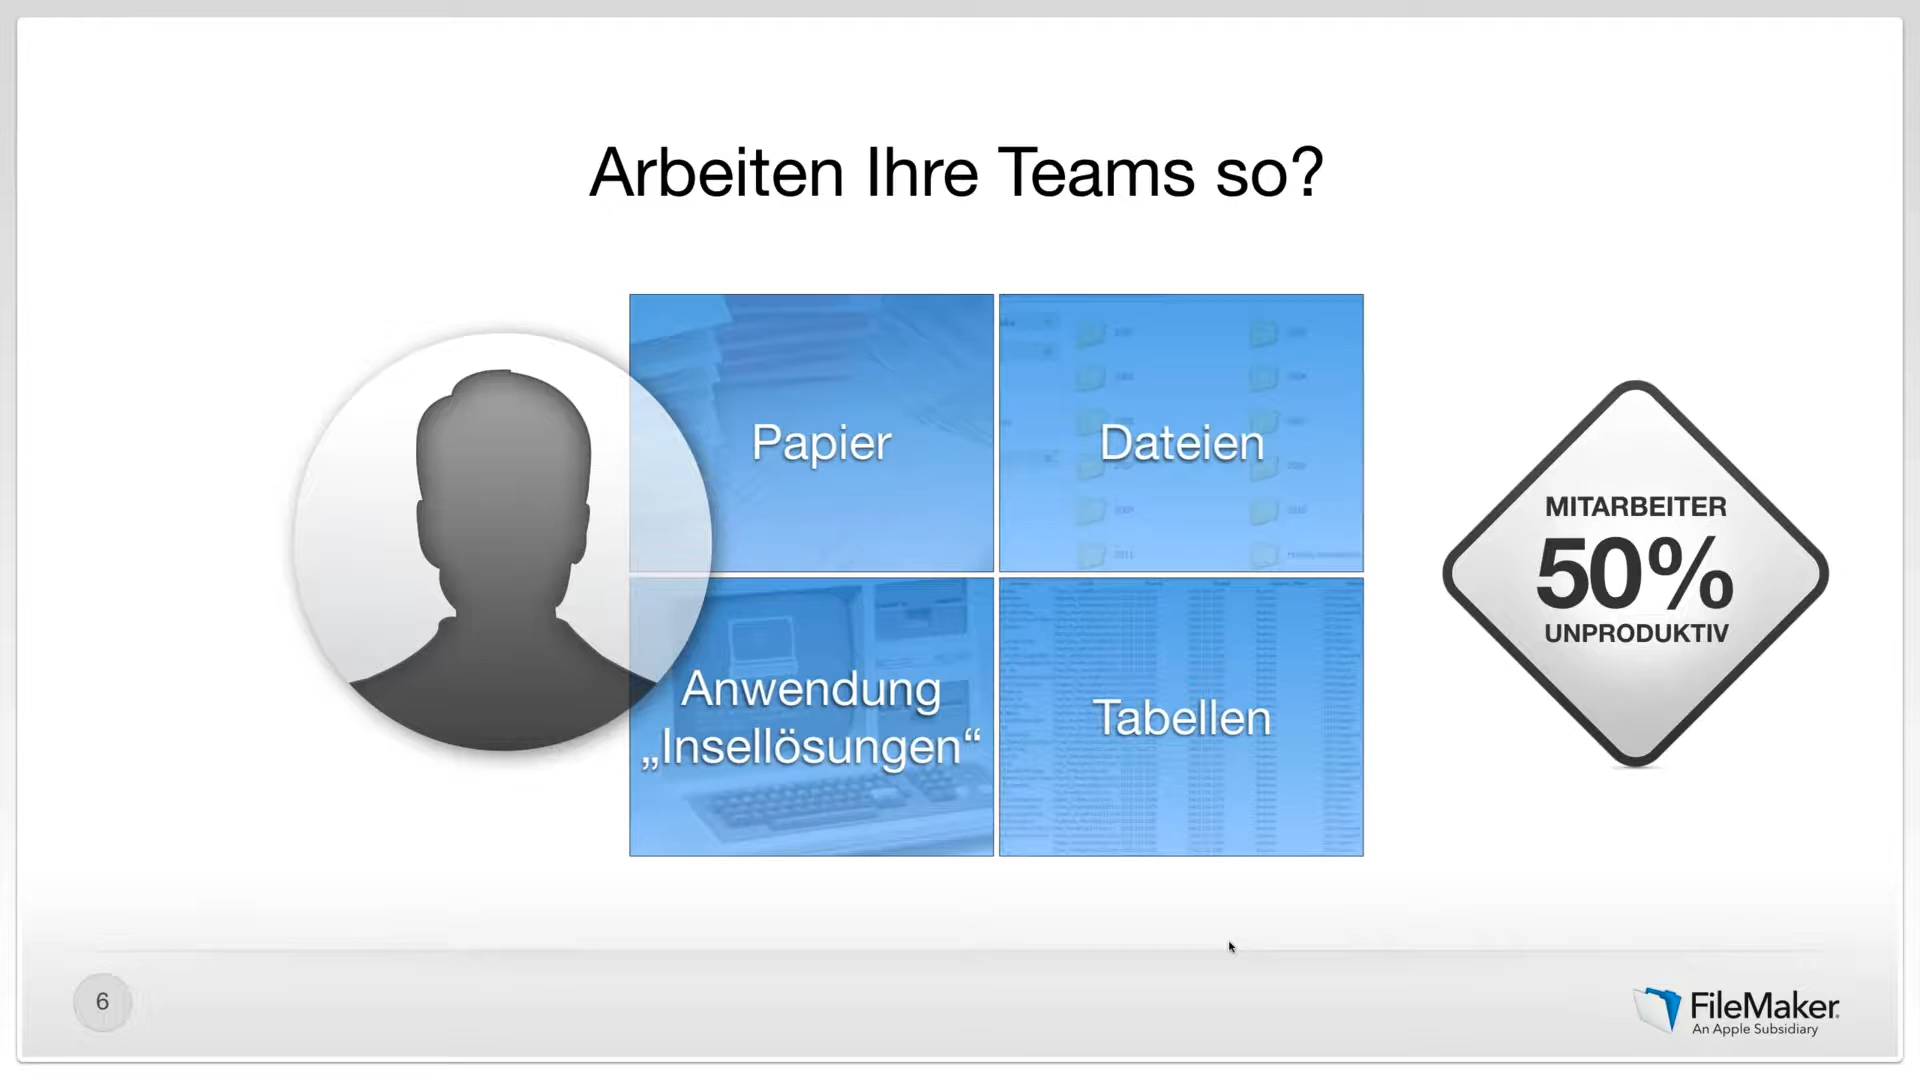 Arbeiten Ihre Teams so?
Papier
Dateien
Anwendung
„Insellösungen“
Tabellen
MITARBEITER
50%
UNPRODUKTIV
6
FileMaker
An Apple Subsidiary